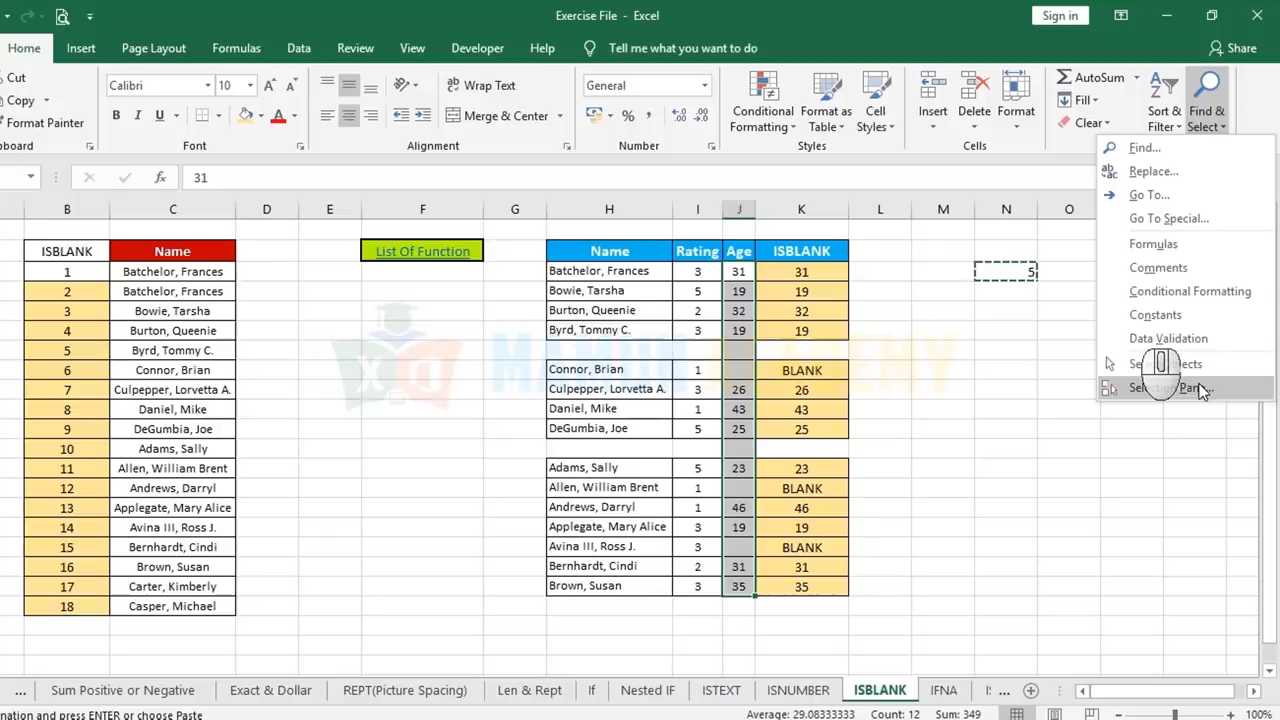 Exercise File - Excel
Sign in
Home Insert Page Layout Formulas Data Review View Developer Help Tell me what you want to do Share
Cut
Copy
Format Painter
Calibri 10
B I U
Wrap Text
Merge & Center
General
Conditional Formatting
Format as Table
Cell Styles
Insert Delete Format
AutoSum
Fill
Clear
Sort & Filter
Find & Select
pboard Font Alignment Number Styles Cells
31
Find...
Replace...
Go To...
Go To Special...
Formulas
Comments
Conditional Formatting
Constants
Data Validation
B C D E F G H I J K L M N O
ISBLANK Name List Of Function Name Rating Age ISBLANK
1 Batchelor, Frances Batchelor, Frances 3 31 31 5
2 Batchelor, Frances Bowie, Tarsha 5 19 19
3 Bowie, Tarsha Burton, Queenie 2 32 32
4 Burton, Queenie Byrd, Tommy C. 3 19 19
5 Byrd, Tommy C.
6 Connor, Brian Connor, Brian 1 BLANK
7 Culpepper, Lorvetta A. Culpepper, Lorvetta A. 3 26 26
8 Daniel, Mike Daniel, Mike 1 43 43
9 DeGumbia, Joe DeGumbia, Joe 5 25 25
10 Adams, Sally
11 Allen, William Brent Adams, Sally 5 23 23
12 Andrews, Darryl Allen, William Brent 1 BLANK
13 Applegate, Mary Alice Andrews, Darryl 1 46 46
14 Avina III, Ross J. Applegate, Mary Alice 3 19 19
15 Bernhardt, Cindi Avina III, Ross J. 3 BLANK
16 Brown, Susan Bernhardt, Cindi 2 31 31
17 Carter, Kimberly Brown, Susan 3 35 35
18 Casper, Michael
... Sum Positive or Negative Exact & Dollar REPT(Picture Spacing) Len & Rept If Nested IF ISTEXT ISNUMBER ISBLANK IFNA ...
nation and press ENTER or choose Paste Average: 29.08333333 Count: 12 Sum: 349 100%